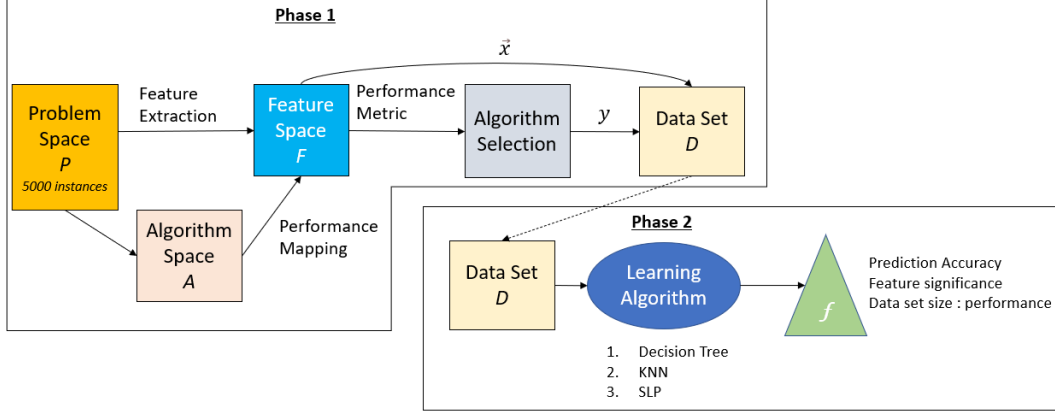 Phase 1
x⃗
Problem
Space
P
5000 instances
Feature
Extraction
Feature
Space
F
Performance
Metric
Algorithm
Selection
y
Data Set
D
Algorithm
Space
A
Performance
Mapping
Phase 2
Data Set
D
Learning
Algorithm
f
Prediction Accuracy
Feature significance
Data set size : performance
1. Decision Tree
2. KNN
3. SLP